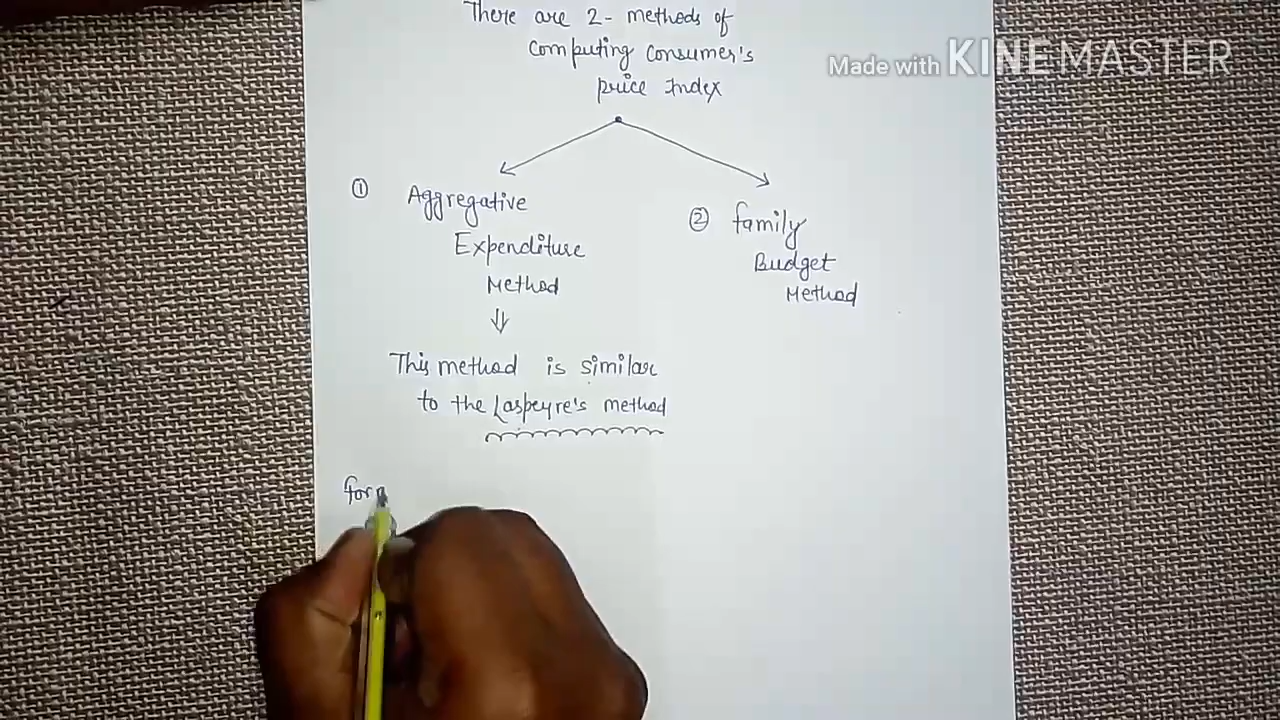 There are 2- methods of
Computing Consumer's
price Index
Made with KINEMASTER
① Aggregative
Expenditure
Method
② family
Budget
Method
This method is similar
to the Laspeyre's method
for